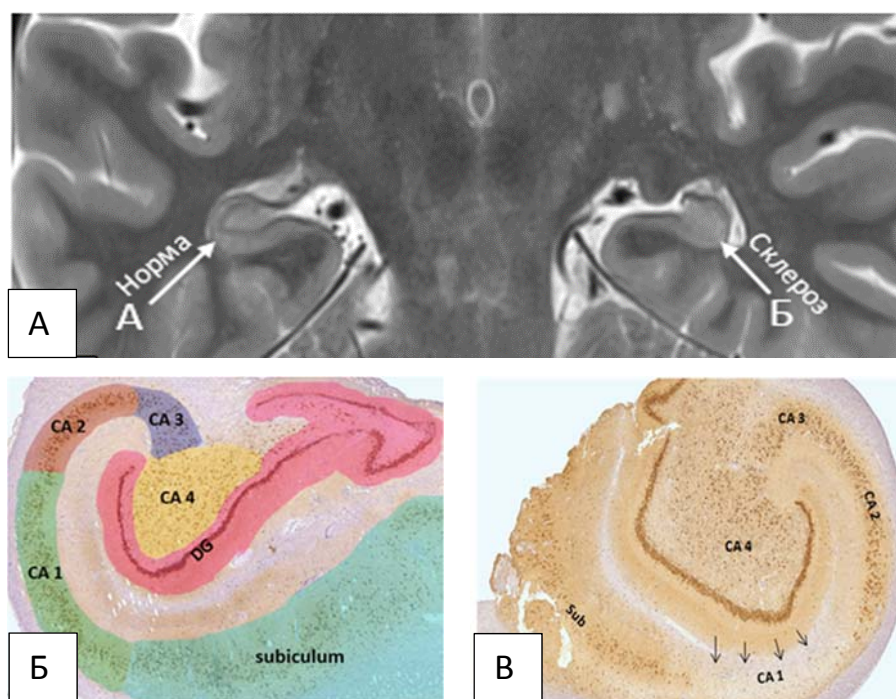 Норма
А
Склероз
Б
А
CA 2
CA 3
CA 4
DG
CA 1
subiculum
Б
CA 3
CA 2
CA 4
Sub
CA 1
В